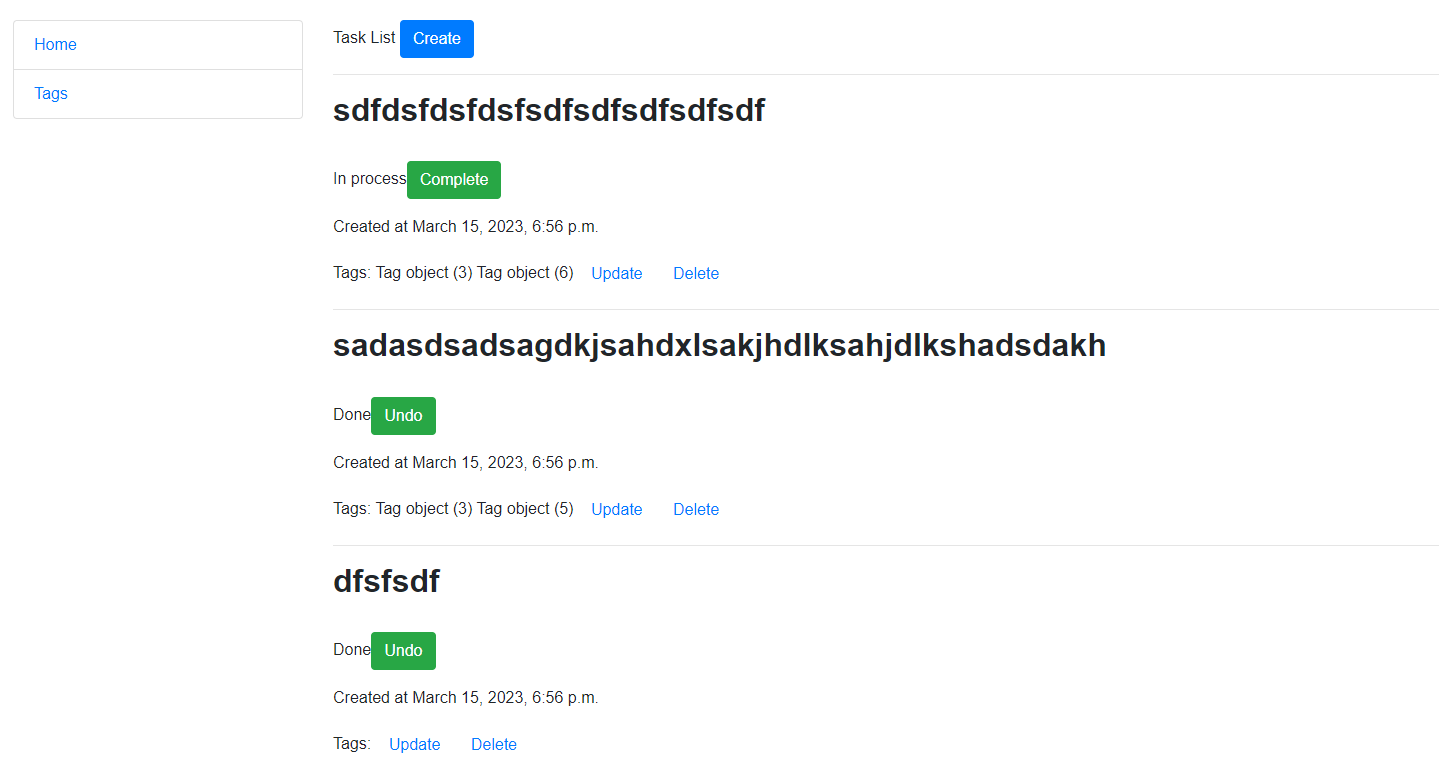 Home
Tags
Task List Create
sdfdsfdsfdsfsdfsdfsdfsdfsdf
In process Complete
Created at March 15, 2023, 6:56 p.m.
Tags: Tag object (3) Tag object (6) Update Delete
sadasdsadsagdkjsahdxlsakjhdlksahjdlkshadsdakh
Done Undo
Created at March 15, 2023, 6:56 p.m.
Tags: Tag object (3) Tag object (5) Update Delete
dfsfsdf
Done Undo
Created at March 15, 2023, 6:56 p.m.
Tags: Update Delete